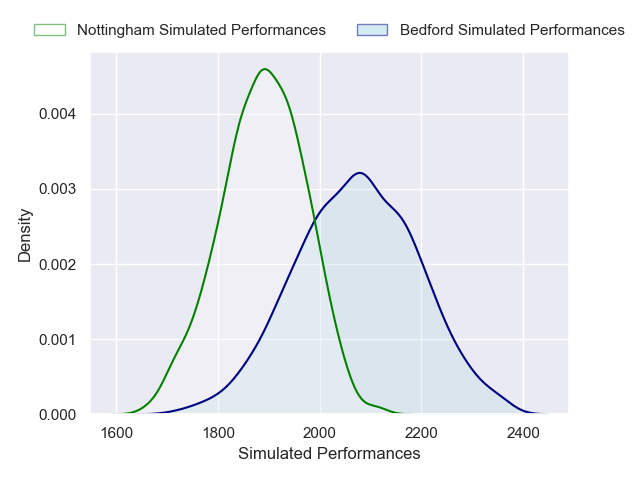 Nottingham Simulated Performances
Bedford Simulated Performances
0.004
0.003
0.002
0.001
0.000
Density
1600
1800
2000
2200
2400
Simulated Performances